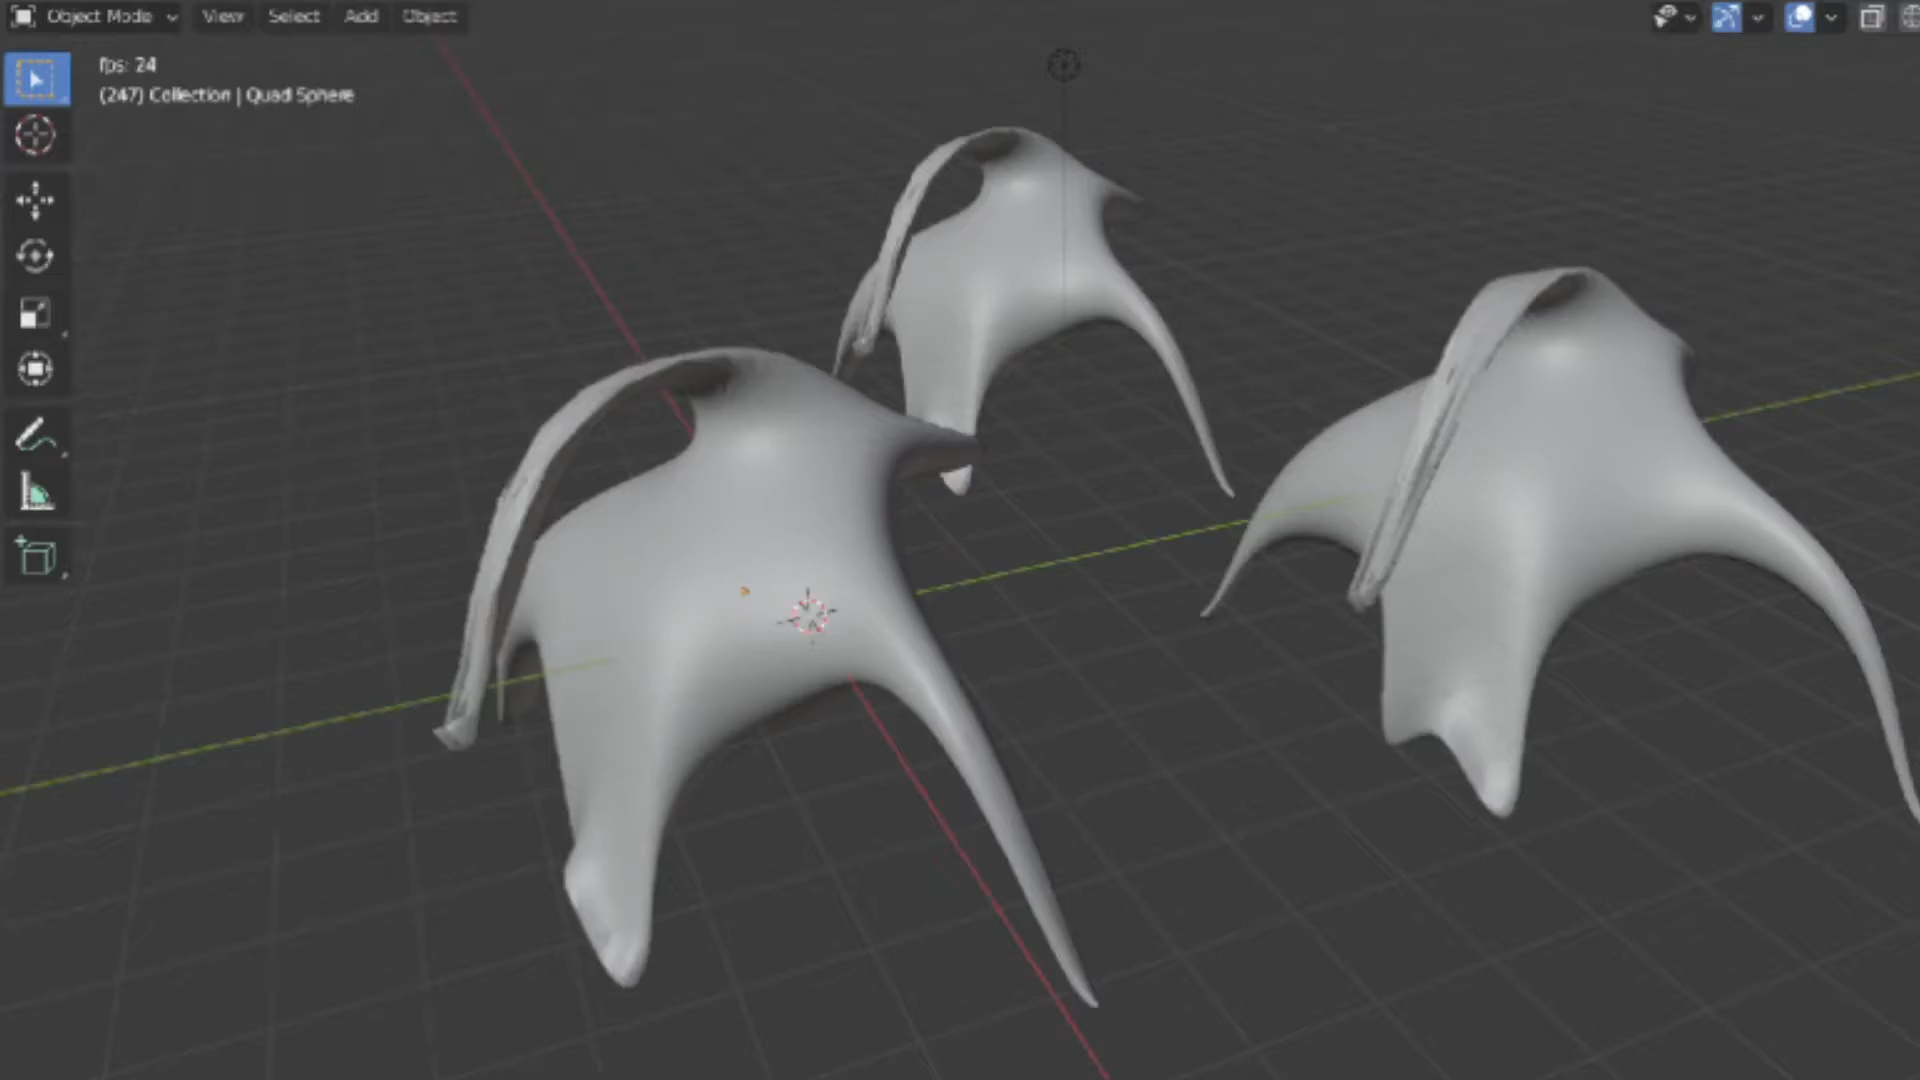 Object Mode View Select Add Object
fps: 24
(247) Collection | Quad Sphere